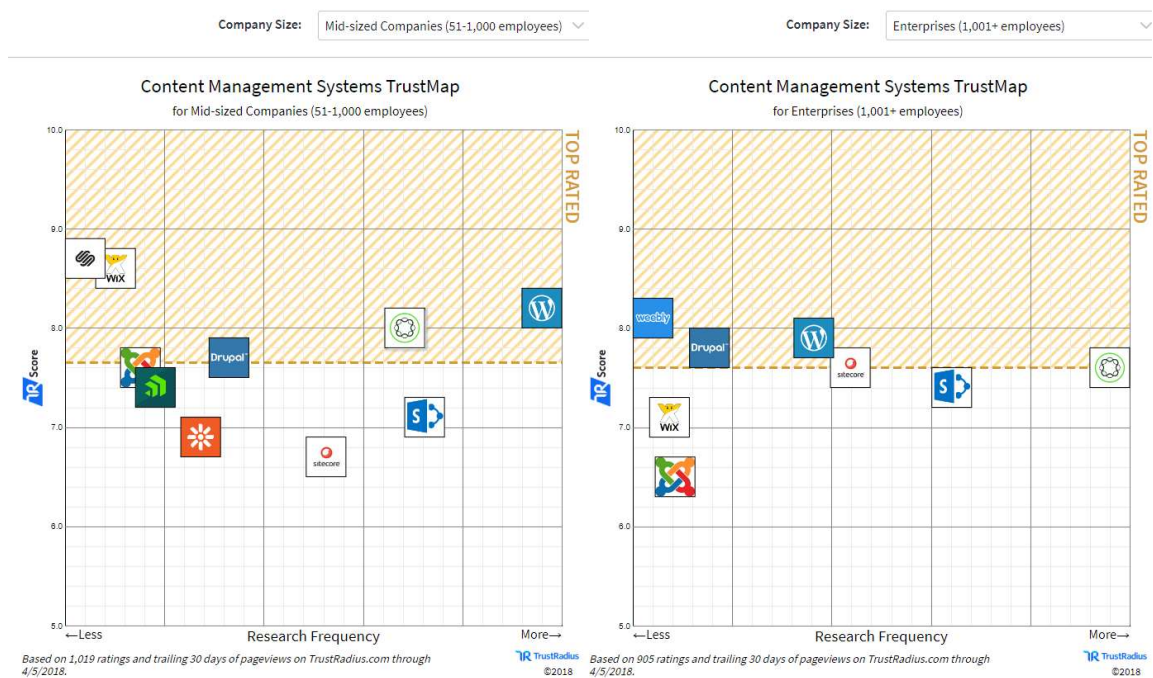 Company Size:
Mid-sized Companies (51-1,000 employees)
Content Management Systems TrustMap
for Mid-sized Companies (51-1,000 employees)
10.0
TOP RATED
9.0
WiX
8.0
Drupal
TR Score
S
7.0
sitecore
6.0
5.0
←Less
Research Frequency
More→
Based on 1,019 ratings and trailing 30 days of pageviews on TrustRadius.com through
4/5/2018.
TR TrustRadius
©2018
Company Size:
Enterprises (1,001+ employees)
Content Management Systems TrustMap
for Enterprises (1,001+ employees)
10.0
TOP RATED
9.0
weebly
8.0
Drupal
W
sitecore
TR Score
S
7.0
WiX
6.0
5.0
←Less
Research Frequency
More→
Based on 905 ratings and trailing 30 days of pageviews on TrustRadius.com through
4/5/2018.
TR TrustRadius
©2018